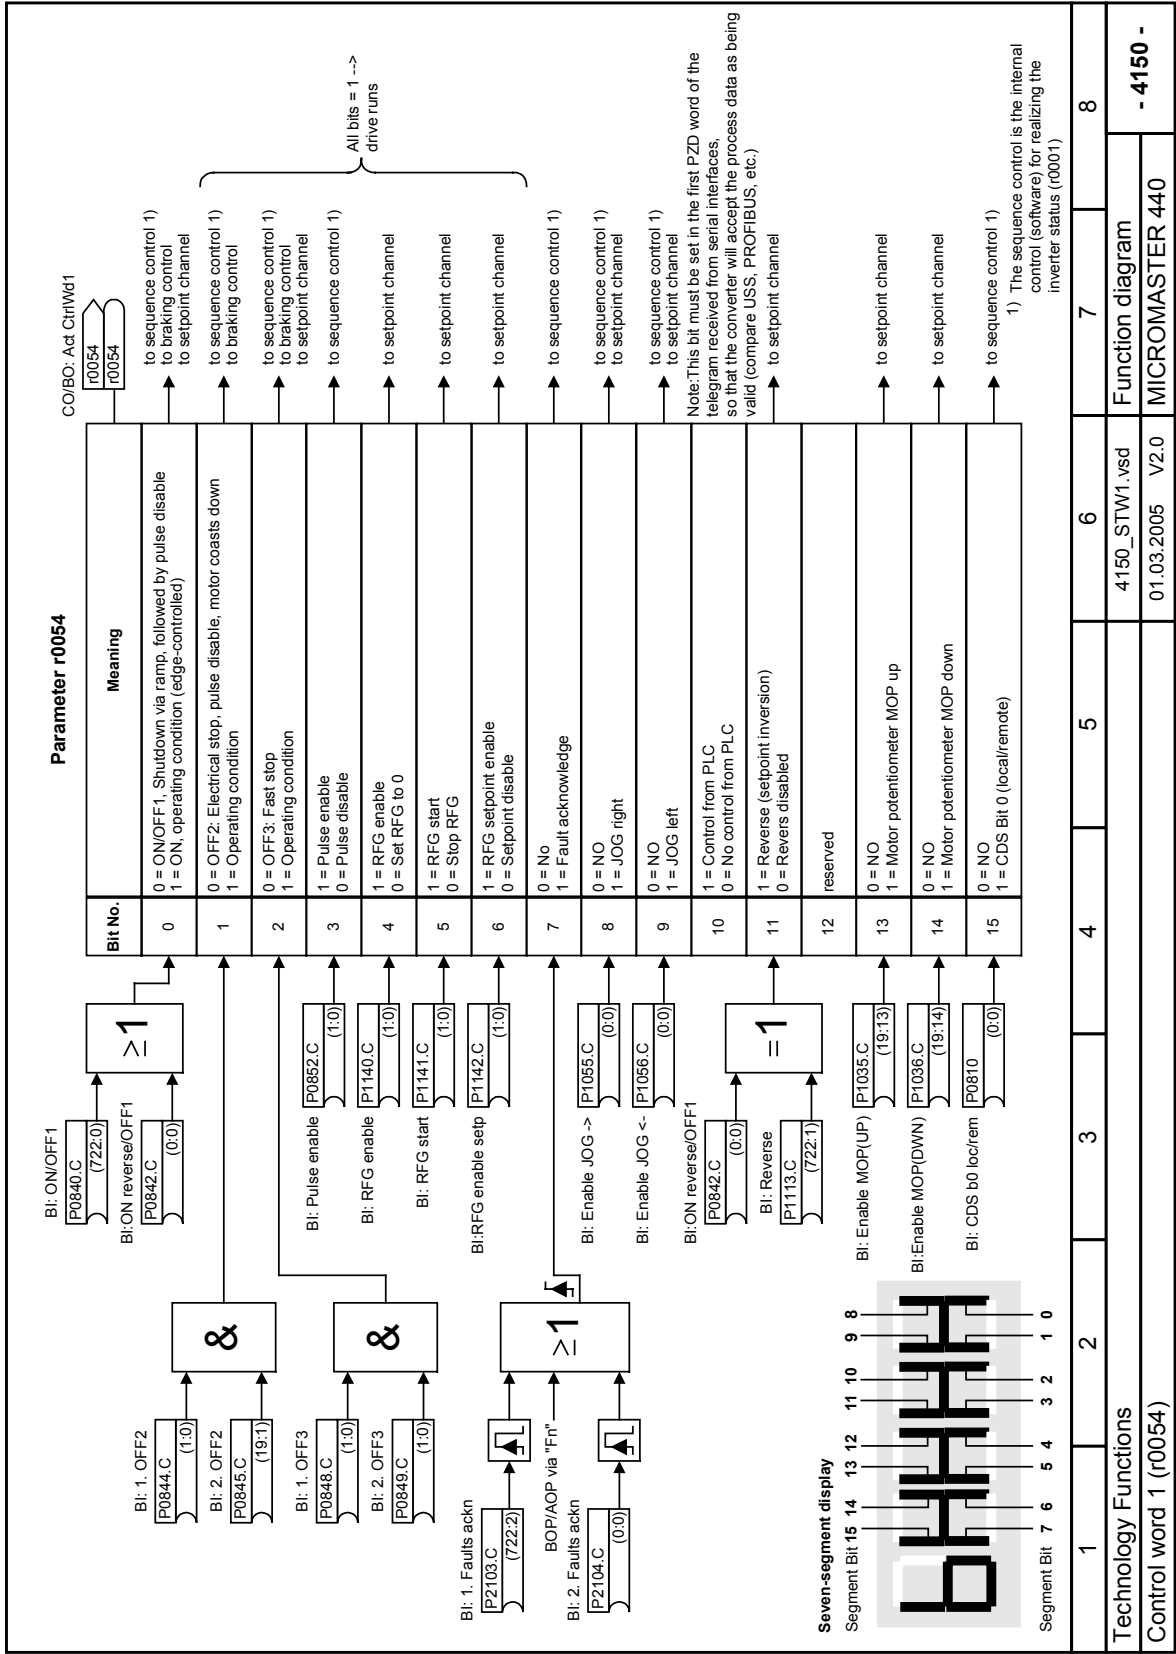 Parameter r0054
CO/BO: Act CtrlWd1
r0054
r0054
Bit No.
Meaning
BI: ON/OFF1
P0840.C
(722:0)
BI:ON reverse/OFF1
P0842.C
(0:0)
≥1
0
0 = ON/OFF1, Shutdown via ramp, followed by pulse disable
1 = ON, operating condition (edge-controlled)
to sequence control 1)
to braking control
to setpoint channel
BI: 1. OFF2
P0844.C
(1:0)
BI: 2. OFF2
P0845.C
(19:1)
&
1
0 = OFF2: Electrical stop, pulse disable, motor coasts down
1 = Operating condition
to sequence control 1)
to braking control
BI: 1. OFF3
P0848.C
(1:0)
BI: 2. OFF3
P0849.C
(1:0)
&
2
0 = OFF3: Fast stop
1 = Operating condition
to sequence control 1)
to braking control
to setpoint channel
BI: Pulse enable
P0852.C
(1:0)
3
1 = Pulse enable
0 = Pulse disable
to sequence control 1)
All bits = 1 -->
drive runs
BI: RFG enable
P1140.C
(1:0)
4
1 = RFG enable
0 = Set RFG to 0
to setpoint channel
BI: RFG start
P1141.C
(1:0)
5
1 = RFG start
0 = Stop RFG
to setpoint channel
BI:RFG enable setp
P1142.C
(1:0)
6
1 = RFG setpoint enable
0 = Setpoint disable
to setpoint channel
BI: 1. Faults ackn
P2103.C
(722:2)
BOP/AOP via "Fn"
BI: 2. Faults ackn
P2104.C
(0:0)
≥1
7
0 = No
1 = Fault acknowledge
to sequence control 1)
BI: Enable JOG ->
P1055.C
(0:0)
8
0 = NO
1 = JOG right
to sequence control 1)
to setpoint channel
BI: Enable JOG <-
P1056.C
(0:0)
9
0 = NO
1 = JOG left
to sequence control 1)
to setpoint channel
10
1 = Control from PLC
0 = No control from PLC
Note:This bit must be set in the first PZD word of the
telegram received from serial interfaces,
so that the converter will accept the process data as being
valid (compare USS, PROFIBUS, etc.)
BI:ON reverse/OFF1
P0842.C
(0:0)
BI: Reverse
P1113.C
(722:1)
=1
11
1 = Reverse (setpoint inversion)
0 = Revers disabled
to setpoint channel
12
reserved
BI: Enable MOP(UP)
P1035.C
(19:13)
13
0 = NO
1 = Motor potentiometer MOP up
to setpoint channel
BI:Enable MOP(DWN)
P1036.C
(19:14)
14
0 = NO
1 = Motor potentiometer MOP down
to setpoint channel
BI: CDS b0 loc/rem
P0810
(0:0)
15
0 = NO
1 = CDS Bit 0 (local/remote)
to sequence control 1)
1) The sequence control is the internal
control (software) for realizing the
inverter status (r0001)
Seven-segment display
Segment Bit 15 14 13 12 11 10 9 8
Segment Bit 7 6 5 4 3 2 1 0
1 2 3 4 5 6 7 8
Technology Functions
4150_STW1.vsd
Function diagram
- 4150 -
Control word 1 (r0054)
01.03.2005 V2.0
MICROMASTER 440